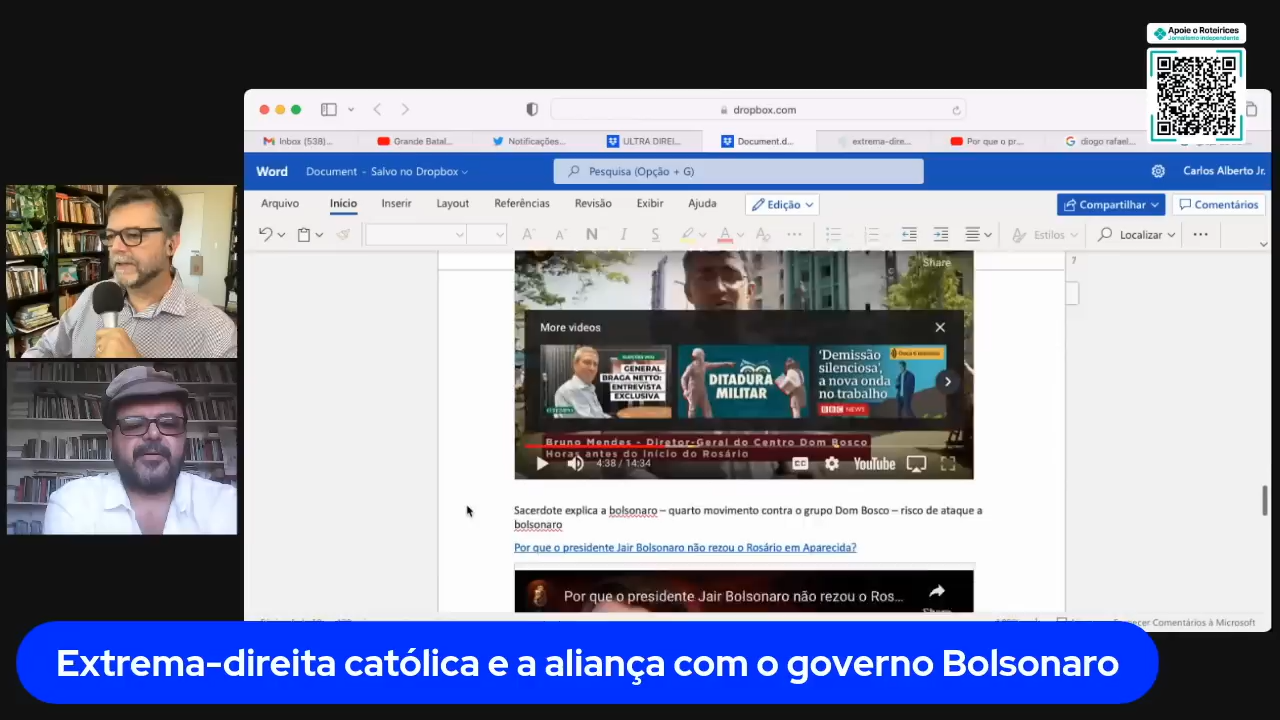 Apoie o Roteirices
Jornalismo independente
dropbox.com
Inbox (538)...
Grande Batal...
Notificações...
ULTRA DIREI...
Document.d...
extrema-dire...
Por que o pr...
diogo rafael...
Word
Document - Salvo no Dropbox
Pesquisa (Opção + G)
Carlos Alberto Jr.
Arquivo
Início
Inserir
Layout
Referências
Revisão
Exibir
Ajuda
Edição
Compartilhar
Comentários
N
I
S
A
Estilos
Localizar
7
Share
More videos
GENERAL
BRAGA NETTO:
ENTREVISTA
EXCLUSIVA
DITADURA
MILITAR
‘Demissão
silenciosa’,
a nova onda
no trabalho
BBC NEWS
Bruno Mendes - Diretor-Geral do Centro Dom Bosco
Horas antes do Início do Rosário
4:38 / 14:34
YouTube
Sacerdote explica a bolsonaro – quarto movimento contra o grupo Dom Bosco – risco de ataque a
bolsonaro
Por que o presidente Jair Bolsonaro não rezou o Rosário em Aparecida?
Por que o presidente Jair Bolsonaro não rezou o Ros...
Share
Comentários à Microsoft
Extrema-direita católica e a aliança com o governo Bolsonaro